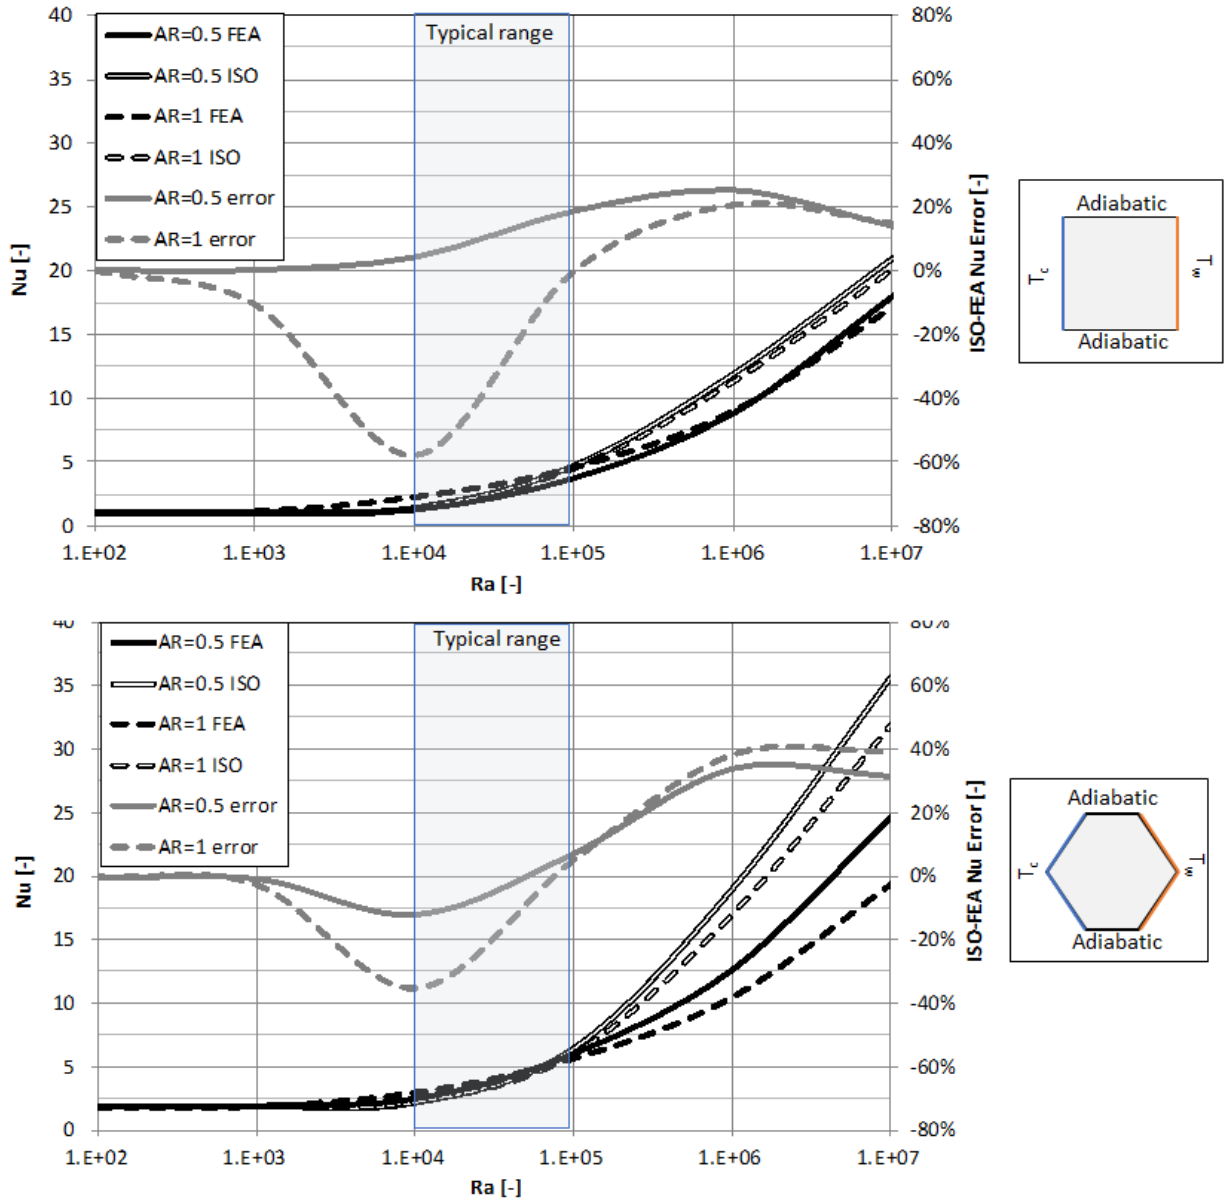 40
35
30
25
20
15
10
5
0
Nu [-]
AR=0.5 FEA
AR=0.5 ISO
AR=1 FEA
AR=1 ISO
AR=0.5 error
AR=1 error
Typical range
80%
60%
40%
20%
0%
-20%
-40%
-60%
-80%
ISO-FEA Nu Error [-]
1.E+02 1.E+03 1.E+04 1.E+05 1.E+06 1.E+07
Ra [-]
Adiabatic
Tc
Tw
Adiabatic
40
35
30
25
20
15
10
5
0
Nu [-]
AR=0.5 FEA
AR=0.5 ISO
AR=1 FEA
AR=1 ISO
AR=0.5 error
AR=1 error
Typical range
80%
60%
40%
20%
0%
-20%
-40%
-60%
-80%
ISO-FEA Nu Error [-]
1.E+02 1.E+03 1.E+04 1.E+05 1.E+06 1.E+07
Ra [-]
Adiabatic
Tc
Tw
Adiabatic